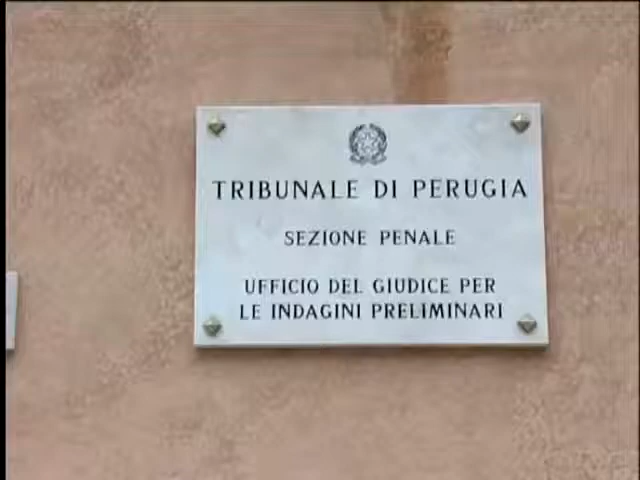 TRIBUNALE DI PERUGIA
SEZIONE PENALE
UFFICIO DEL GIUDICE PER
LE INDAGINI PRELIMINARI